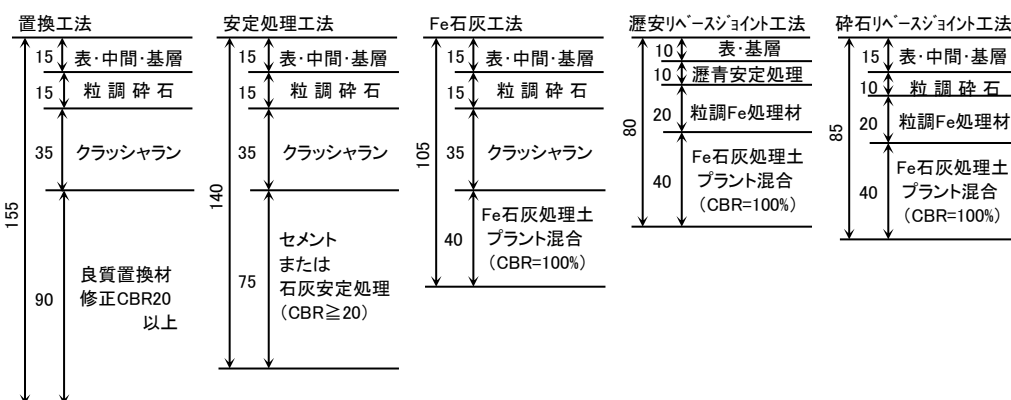 置換工法
15
表・中間・基層
15
粒調砕石
35
クラッシャラン
155
90
良質置換材
修正CBR20
以上
安定処理工法
15
表・中間・基層
15
粒調砕石
35
クラッシャラン
140
75
セメント
または
石灰安定処理
(CBR≧20)
Fe石灰工法
15
表・中間・基層
15
粒調砕石
105
35
クラッシャラン
40
Fe石灰処理土
プラント混合
(CBR=100%)
瀝安リベースジョイント工法
10
表・基層
10
瀝青安定処理
80
20
粒調Fe処理材
40
Fe石灰処理土
プラント混合
(CBR=100%)
砕石リベースジョイント工法
15
表・中間・基層
10
粒調砕石
85
20
粒調Fe処理材
40
Fe石灰処理土
プラント混合
(CBR=100%)